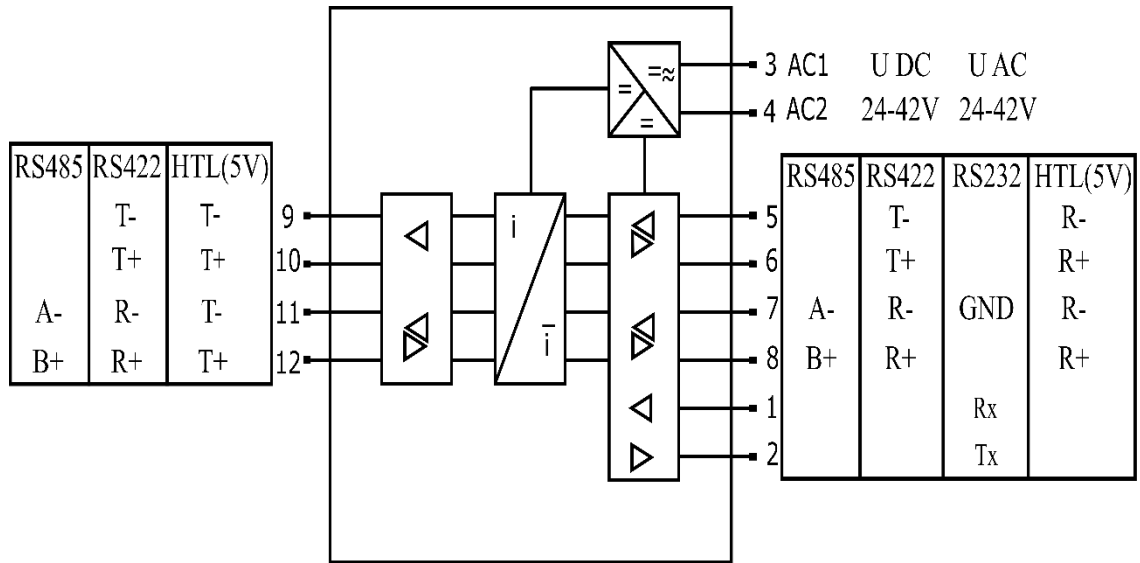 3 AC1 U DC U AC
4 AC2 24-42V 24-42V
=≂
=
=
RS485 RS422 HTL(5V)
T- T- 9
T+ T+ 10
A- R- T- 11
B+ R+ T+ 12
i
i̅
RS485 RS422 RS232 HTL(5V)
5 T- R-
6 T+ R+
7 A- R- GND R-
8 B+ R+ R+
1 Rx
2 Tx